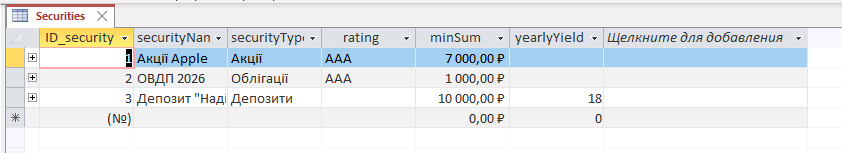 Securities
ID_security securityNan securityType rating minSum yearlyYield Щелкните для добавления
1 Акції Apple Акції AAA 7 000,00 ₽
2 ОВДП 2026 Облігації AAA 1 000,00 ₽
3 Депозит "Наді Депозити 10 000,00 ₽ 18
(№) 0,00 ₽ 0